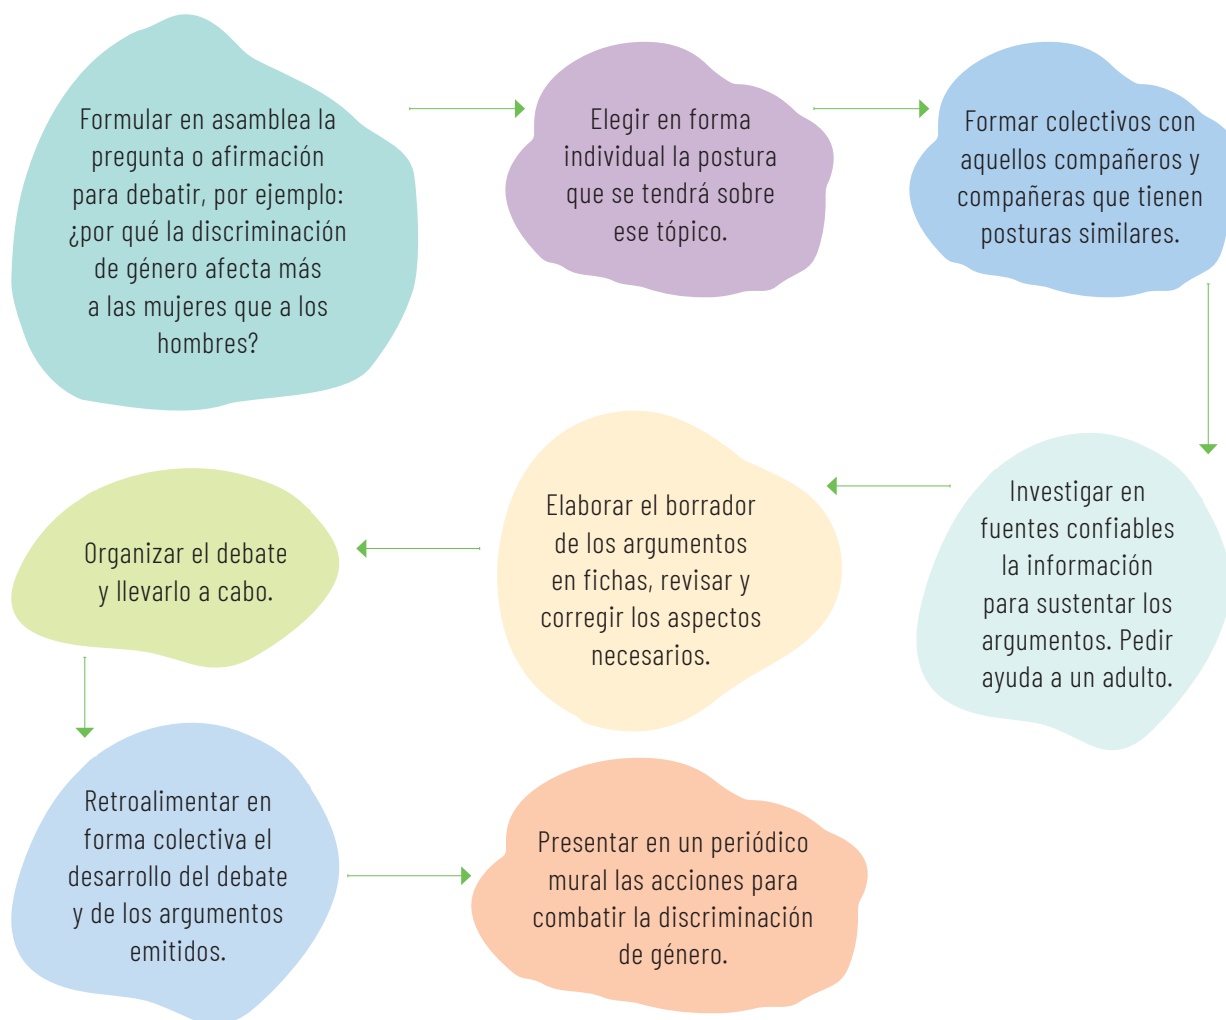 Formular en asamblea la
pregunta o afirmación
para debatir, por ejemplo:
¿por qué la discriminación
de género afecta más
a las mujeres que a los
hombres?
Elegir en forma
individual la postura
que se tendrá sobre
ese tópico.
Formar colectivos con
aquellos compañeros y
compañeras que tienen
posturas similares.
Investigar en
fuentes confiables
la información
para sustentar los
argumentos. Pedir
ayuda a un adulto.
Elaborar el borrador
de los argumentos
en fichas, revisar y
corregir los aspectos
necesarios.
Organizar el debate
y llevarlo a cabo.
Retroalimentar en
forma colectiva el
desarrollo del debate
y de los argumentos
emitidos.
Presentar en un periódico
mural las acciones para
combatir la discriminación
de género.